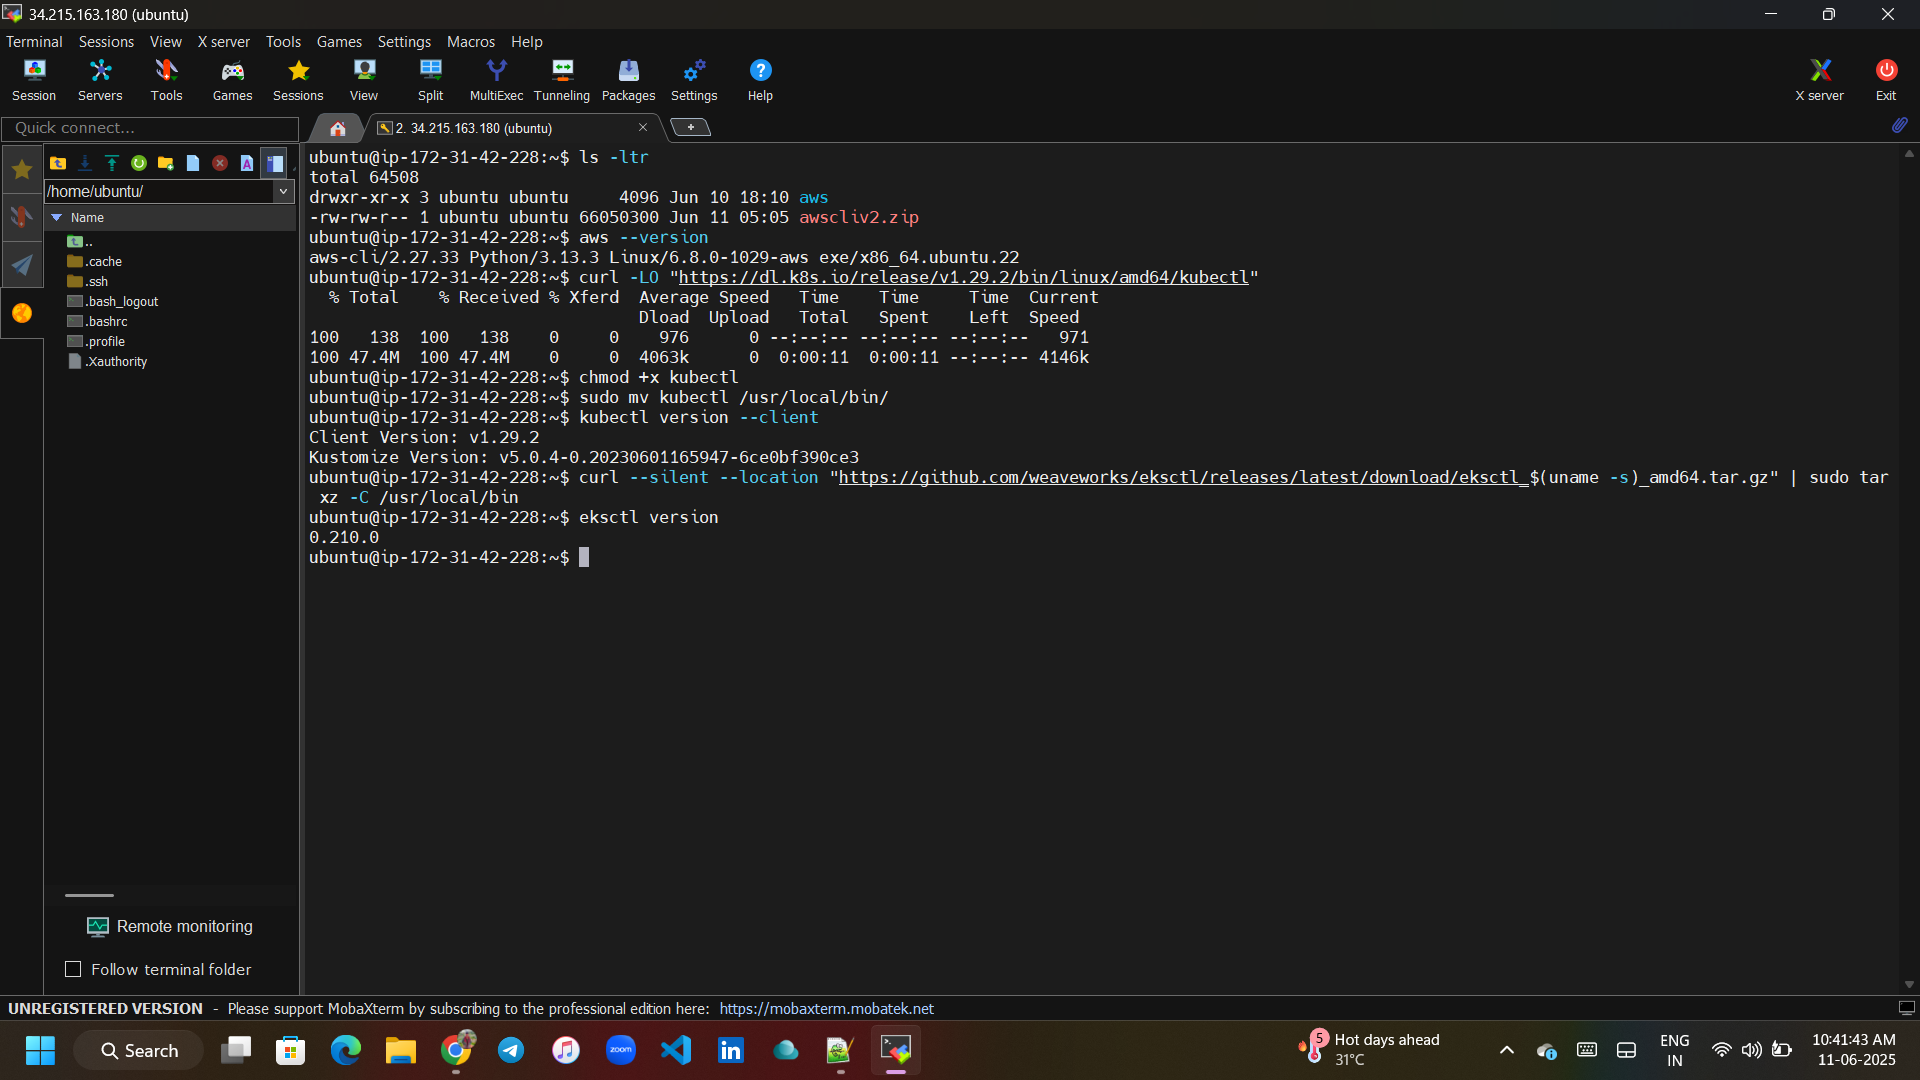 34.215.163.180 (ubuntu)
Terminal Sessions View X server Tools Games Settings Macros Help
Session Servers Tools Games Sessions View Split MultiExec Tunneling Packages Settings Help X server Exit
Quick connect...
2. 34.215.163.180 (ubuntu)
/home/ubuntu/
Name
..
.cache
.ssh
.bash_logout
.bashrc
.profile
.Xauthority
Remote monitoring
Follow terminal folder
ubuntu@ip-172-31-42-228:~$ ls -ltr
total 64508
drwxr-xr-x 3 ubuntu ubuntu     4096 Jun 10 18:10 aws
-rw-rw-r-- 1 ubuntu ubuntu 66050300 Jun 11 05:05 awscliv2.zip
ubuntu@ip-172-31-42-228:~$ aws --version
aws-cli/2.27.33 Python/3.13.3 Linux/6.8.0-1029-aws exe/x86_64.ubuntu.22
ubuntu@ip-172-31-42-228:~$ curl -LO "https://dl.k8s.io/release/v1.29.2/bin/linux/amd64/kubectl"
  % Total    % Received % Xferd  Average Speed   Time    Time     Time  Current
                                 Dload  Upload   Total   Spent    Left  Speed
100   138  100   138    0     0    976      0 --:--:-- --:--:-- --:--:--   971
100 47.4M  100 47.4M    0     0  4063k      0  0:00:11  0:00:11 --:--:-- 4146k
ubuntu@ip-172-31-42-228:~$ chmod +x kubectl
ubuntu@ip-172-31-42-228:~$ sudo mv kubectl /usr/local/bin/
ubuntu@ip-172-31-42-228:~$ kubectl version --client
Client Version: v1.29.2
Kustomize Version: v5.0.4-0.20230601165947-6ce0bf390ce3
ubuntu@ip-172-31-42-228:~$ curl --silent --location "https://github.com/weaveworks/eksctl/releases/latest/download/eksctl_$(uname -s)_amd64.tar.gz" | sudo tar
 xz -C /usr/local/bin
ubuntu@ip-172-31-42-228:~$ eksctl version
0.210.0
ubuntu@ip-172-31-42-228:~$
UNREGISTERED VERSION - Please support MobaXterm by subscribing to the professional edition here: https://mobaxterm.mobatek.net
Search
zoom
5
Hot days ahead
31°C
ENG
IN
10:41:43 AM
11-06-2025